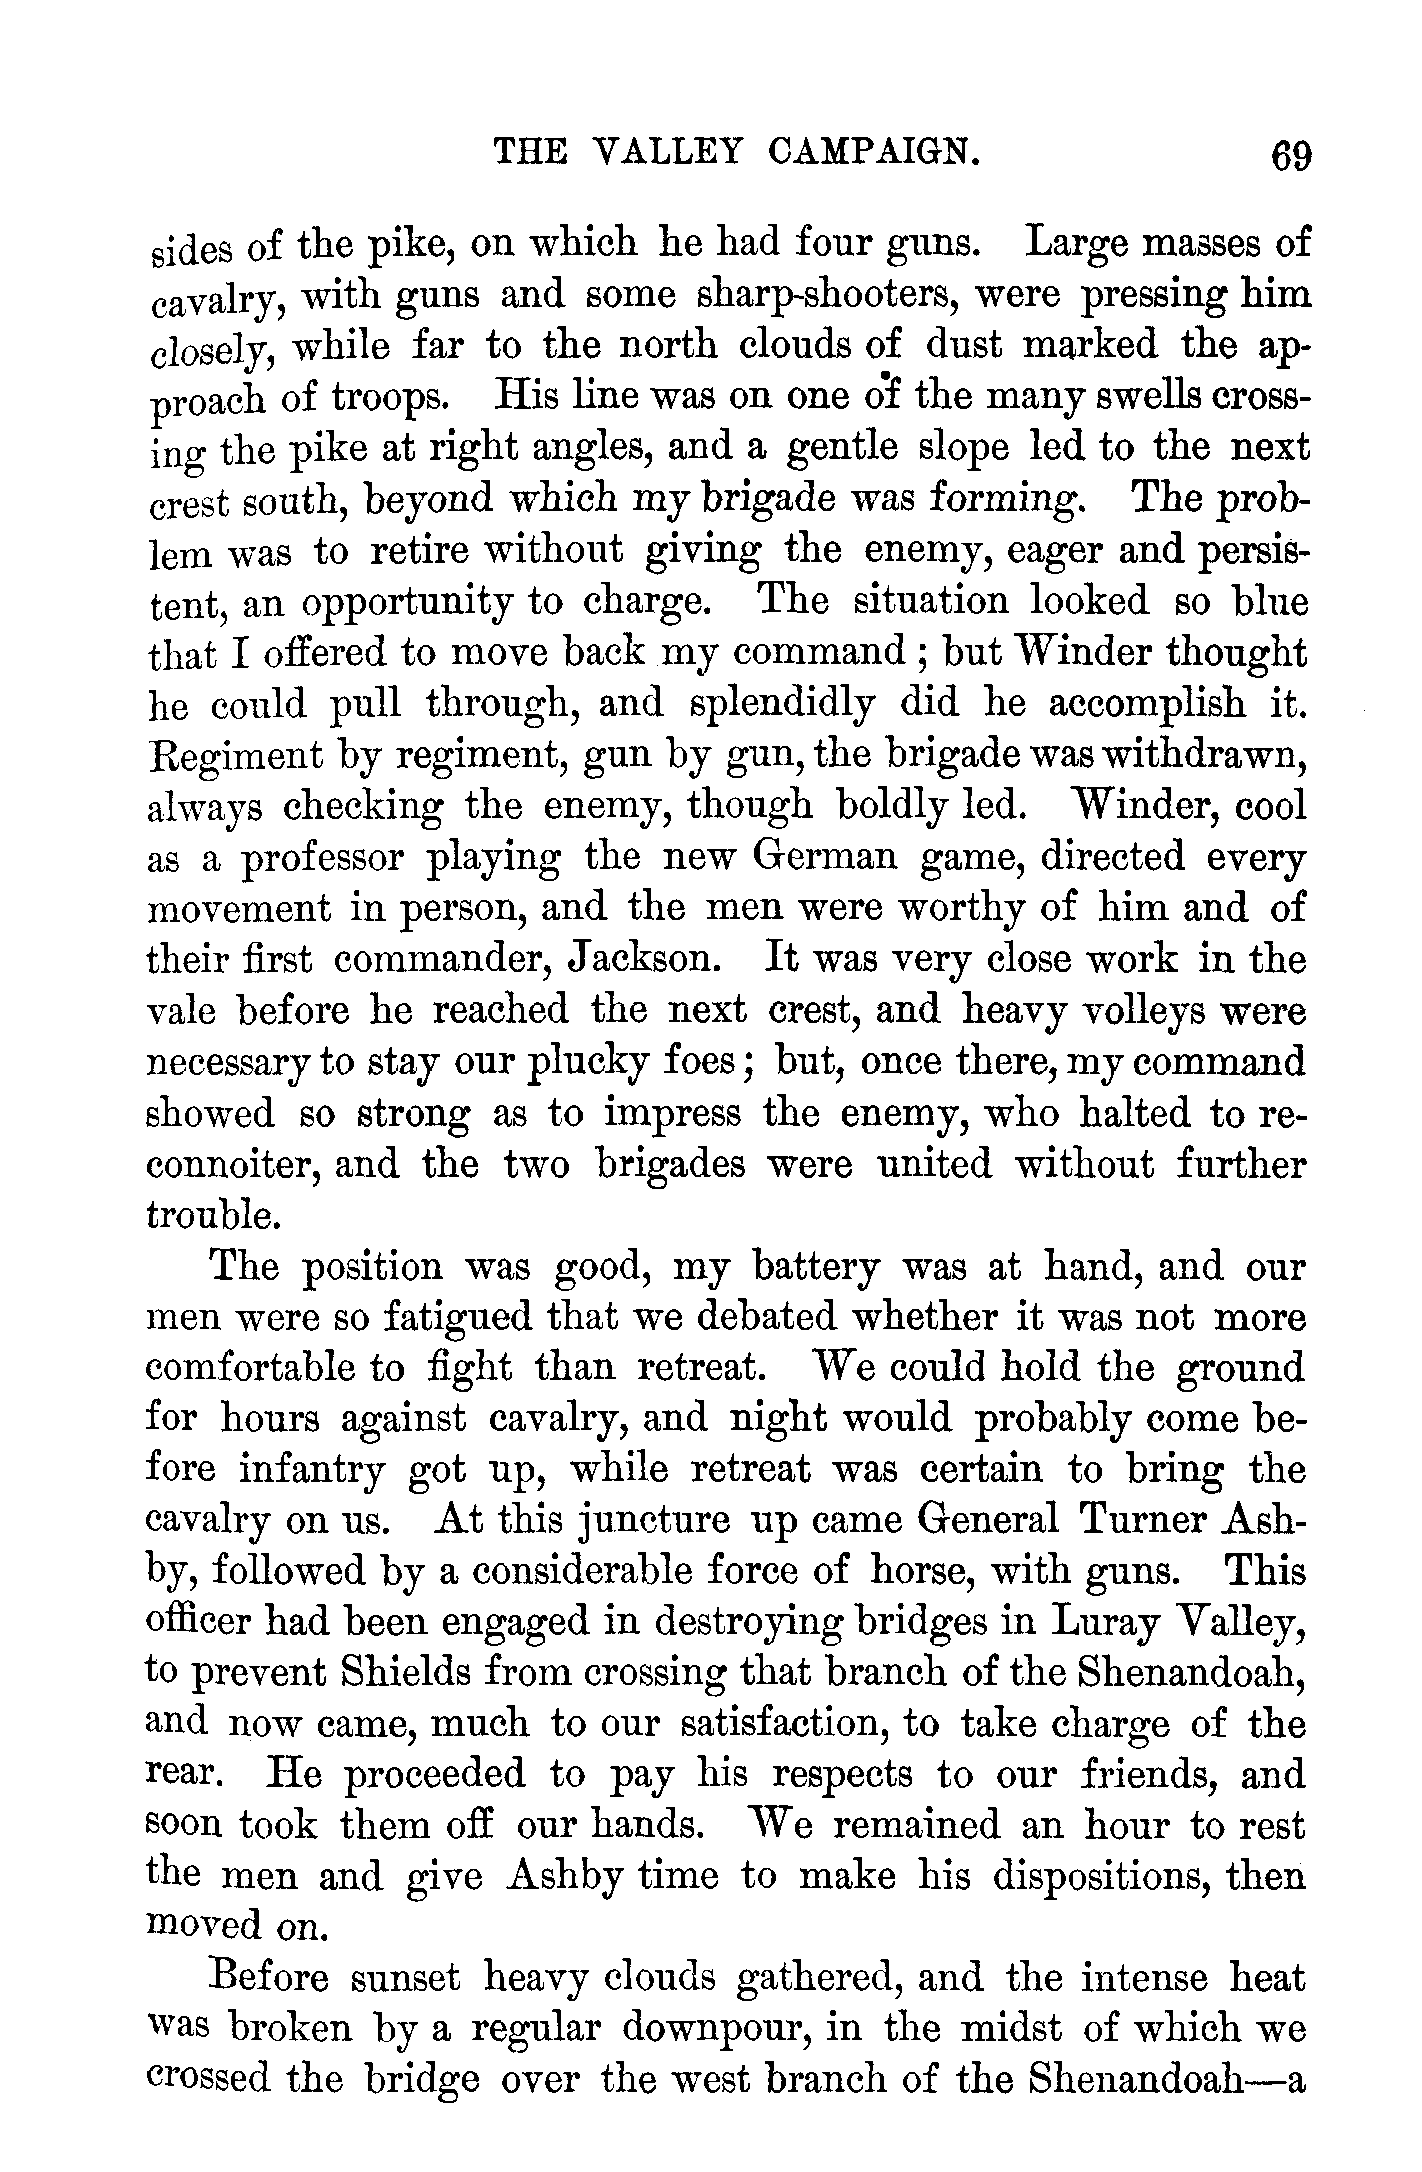 THE VALLEY CAMPAIGN. 69
sides of the pike, on which he had four guns. Large masses of
cavalry, with guns and some sharp-shooters, were pressing him
closely, while far to the north clouds of dust marked the ap-
proach of troops. His line was on one of the many swells cross-
ing the pike at right angles, and a gentle slope led to the next
crest south, beyond which my brigade was forming. The prob-
lem was to retire without giving the enemy, eager and persis-
tent, an opportunity to charge. The situation looked so blue
that I offered to move back my command ; but Winder thought
he could pull through, and splendidly did he accomplish it.
Regiment by regiment, gun by gun, the brigade was withdrawn,
always checking the enemy, though boldly led. Winder, cool
as a professor playing the new German game, directed every
movement in person, and the men were worthy of him and of
their first commander, Jackson. It was very close work in the
vale before he reached the next crest, and heavy volleys were
necessary to stay our plucky foes ; but, once there, my command
showed so strong as to impress the enemy, who halted to re-
connoiter, and the two brigades were united without further
trouble.
The position was good, my battery was at hand, and our
men were so fatigued that we debated whether it was not more
comfortable to fight than retreat. We could hold the ground
for hours against cavalry, and night would probably come be-
fore infantry got up, while retreat was certain to bring the
cavalry on us. At this juncture up came General Turner Ash-
by, followed by a considerable force of horse, with guns. This
officer had been engaged in destroying bridges in Luray Valley,
to prevent Shields from crossing that branch of the Shenandoah,
and now came, much to our satisfaction, to take charge of the
rear. He proceeded to pay his respects to our friends, and
soon took them off our hands. We remained an hour to rest
the men and give Ashby time to make his dispositions, then
moved on.
Before sunset heavy clouds gathered, and the intense heat
was broken by a regular downpour, in the midst of which we
crossed the bridge over the west branch of the Shenandoah—a